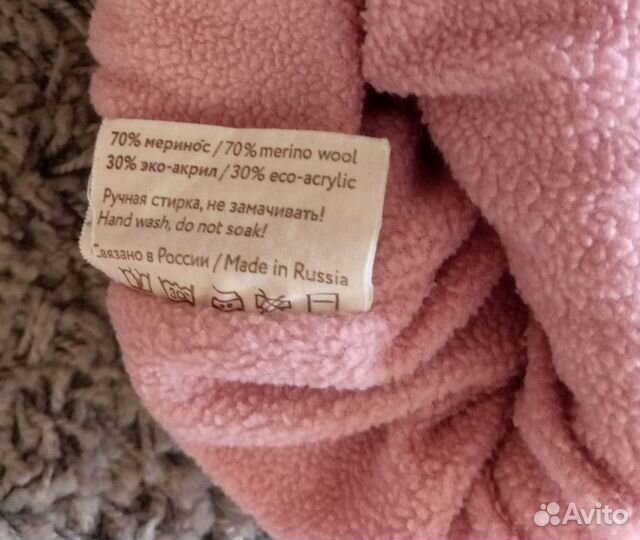 70% меринос / 70% merino wool
30% эко-акрил / 30% eco-acrylic
Ручная стирка, не замачивать!
Hand wash, do not soak!
Связано в России / Made in Russia
Avito